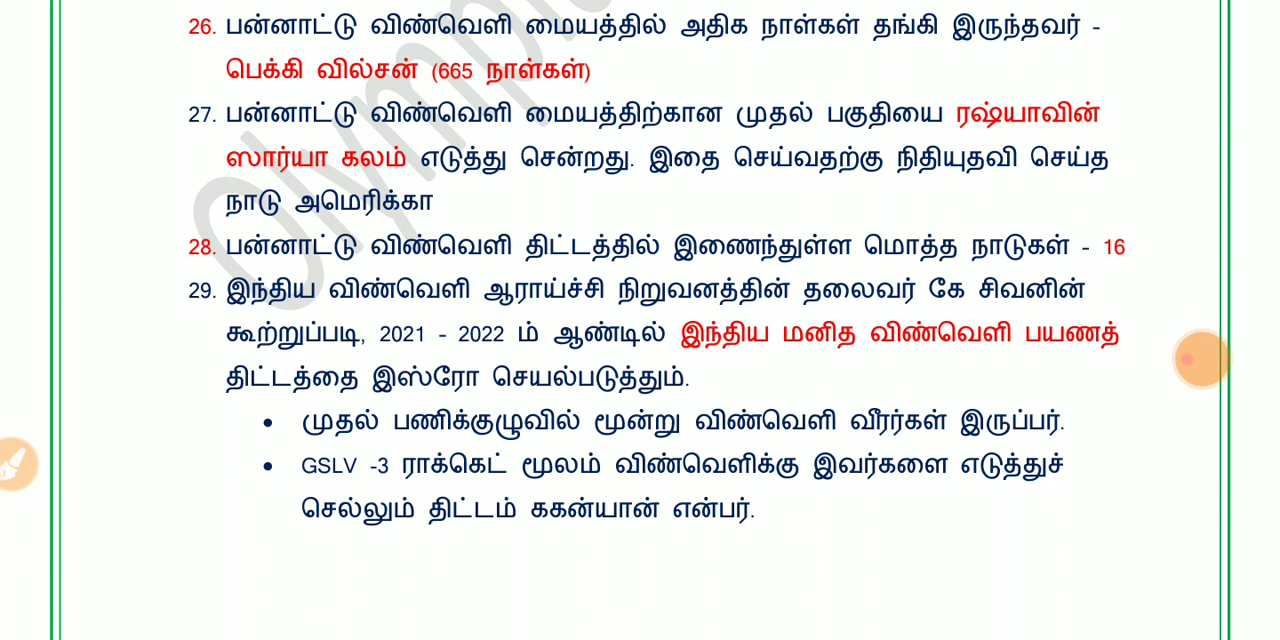 26. பன்னாட்டு விண்வெளி மையத்தில் அதிக நாள்கள் தங்கி இருந்தவர் -
பெக்கி வில்சன் (665 நாள்கள்)
27. பன்னாட்டு விண்வெளி மையத்திற்கான முதல் பகுதியை ரஷ்யாவின்
ஸார்யா கலம் எடுத்து சென்றது. இதை செய்வதற்கு நிதியுதவி செய்த
நாடு அமெரிக்கா
28. பன்னாட்டு விண்வெளி திட்டத்தில் இணைந்துள்ள மொத்த நாடுகள் - 16
29. இந்திய விண்வெளி ஆராய்ச்சி நிறுவனத்தின் தலைவர் கே சிவனின்
கூற்றுப்படி, 2021 - 2022 ம் ஆண்டில் இந்திய மனித விண்வெளி பயணத்
திட்டத்தை இஸ்ரோ செயல்படுத்தும்.
• முதல் பணிக்குழுவில் மூன்று விண்வெளி வீரர்கள் இருப்பர்.
• GSLV -3 ராக்கெட் மூலம் விண்வெளிக்கு இவர்களை எடுத்துச்
செல்லும் திட்டம் ககன்யான் என்பர்.